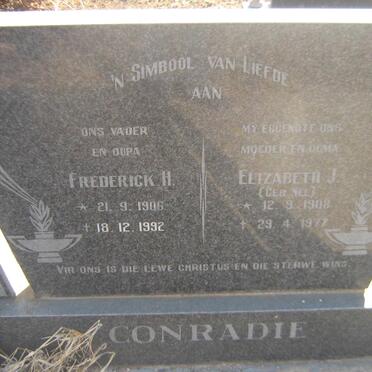 'N SIMBOOL VAN LIEFDE
AAN
ONS VADER
EN OUPA
FREDERICK H.
* 21. 9. 1906
† 18. 12. 1992
MY EGGENOTE ONS
MOEDER EN OUMA
ELIZABETH J.
(GEB NEL)
* 12. 9. 1908
† 29. 4. 1977
VIR ONS IS DIE LEWE CHRISTUS EN DIE STERWE WINS.
CONRADIE